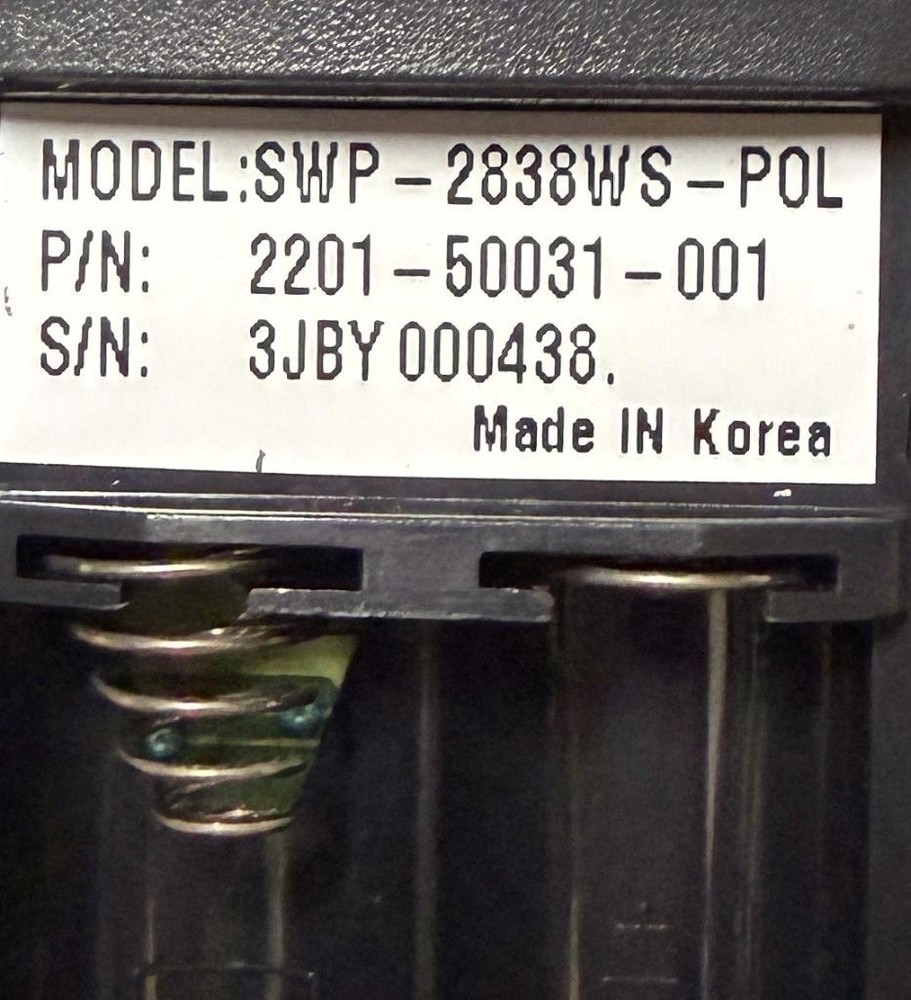 MODEL:SWP-2838WS-POL
P/N: 2201-50031-001
S/N: 3JBY000438.
Made IN Korea